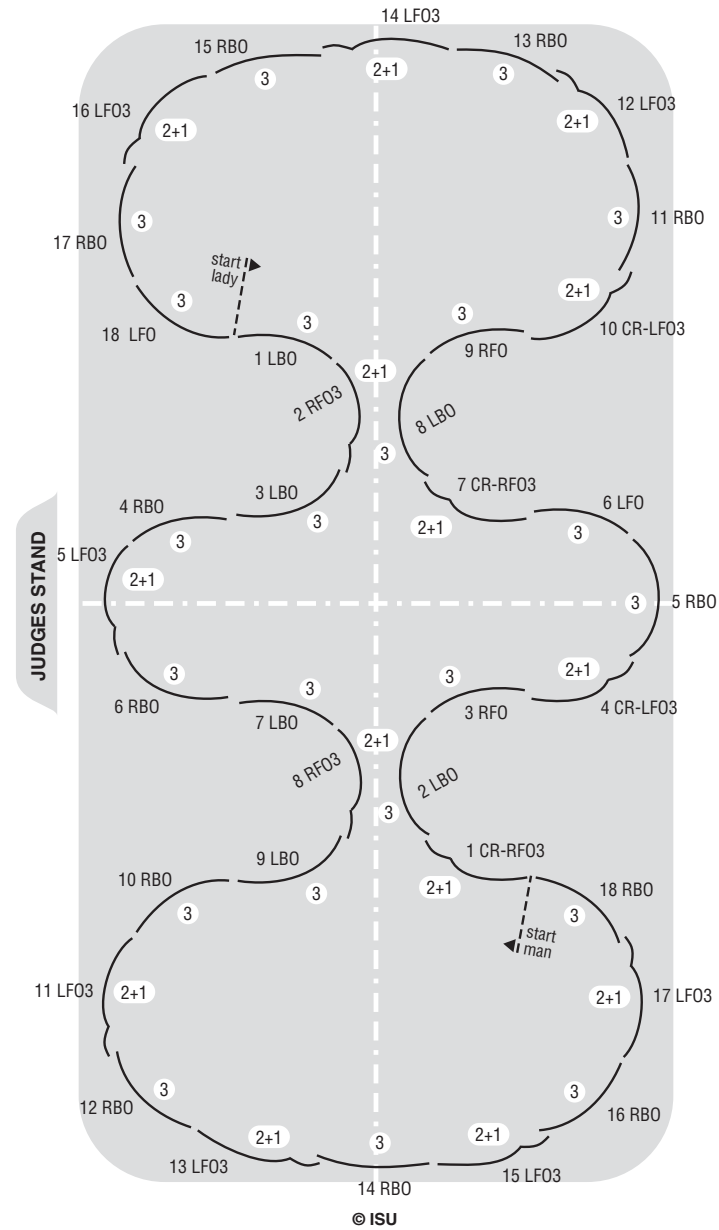 14 LFO3
15 RBO
13 RBO
3
2+1
3
16 LFO3
12 LFO3
2+1
2+1
17 RBO
3
3
11 RBO
start
lady
3
2+1
18 LFO
3
3
10 CR-LFO3
1 LBO
9 RFO
2+1
2 RFO3
8 LBO
3
7 CR-RFO3
3 LBO
6 LFO
4 RBO
3
2+1
3
3
5 LFO3
2+1
JUDGES STAND
3
5 RBO
3
3
3
2+1
6 RBO
7 LBO
3 RFO
4 CR-LFO3
2+1
8 RFO3
2 LBO
3
1 CR-RFO3
9 LBO
10 RBO
3
2+1
18 RBO
3
3
start
man
11 LFO3
2+1
2+1
17 LFO3
3
3
12 RBO
16 RBO
2+1
3
2+1
13 LFO3
15 LFO3
14 RBO
© ISU